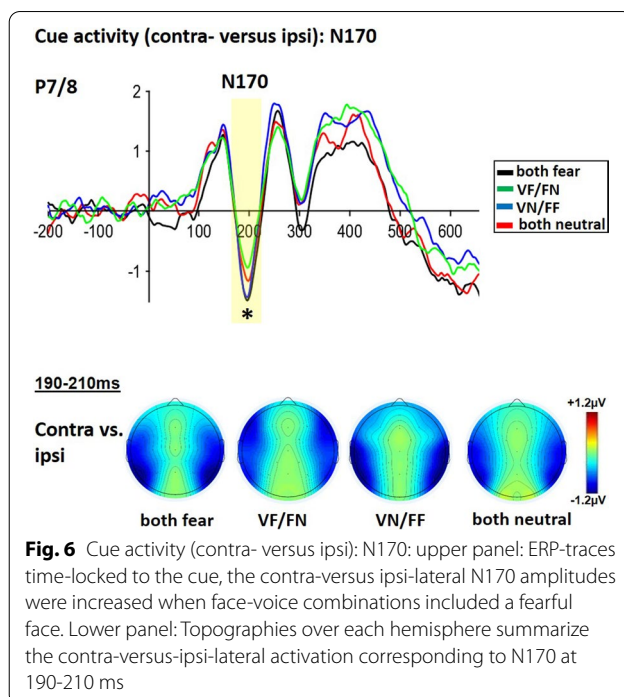 Cue activity (contra- versus ipsi): N170
P7/8
N170
2
1
-200 -100 100 200 300 400 500 600
-1
*
both fear
VF/FN
VN/FF
both neutral
190-210ms
Contra vs.
ipsi
+1.2µV
-1.2µV
both fear VF/FN VN/FF both neutral
Fig. 6 Cue activity (contra- versus ipsi): N170: upper panel: ERP-traces
time-locked to the cue, the contra-versus ipsi-lateral N170 amplitudes
were increased when face-voice combinations included a fearful
face. Lower panel: Topographies over each hemisphere summarize
the contra-versus-ipsi-lateral activation corresponding to N170 at
190-210 ms